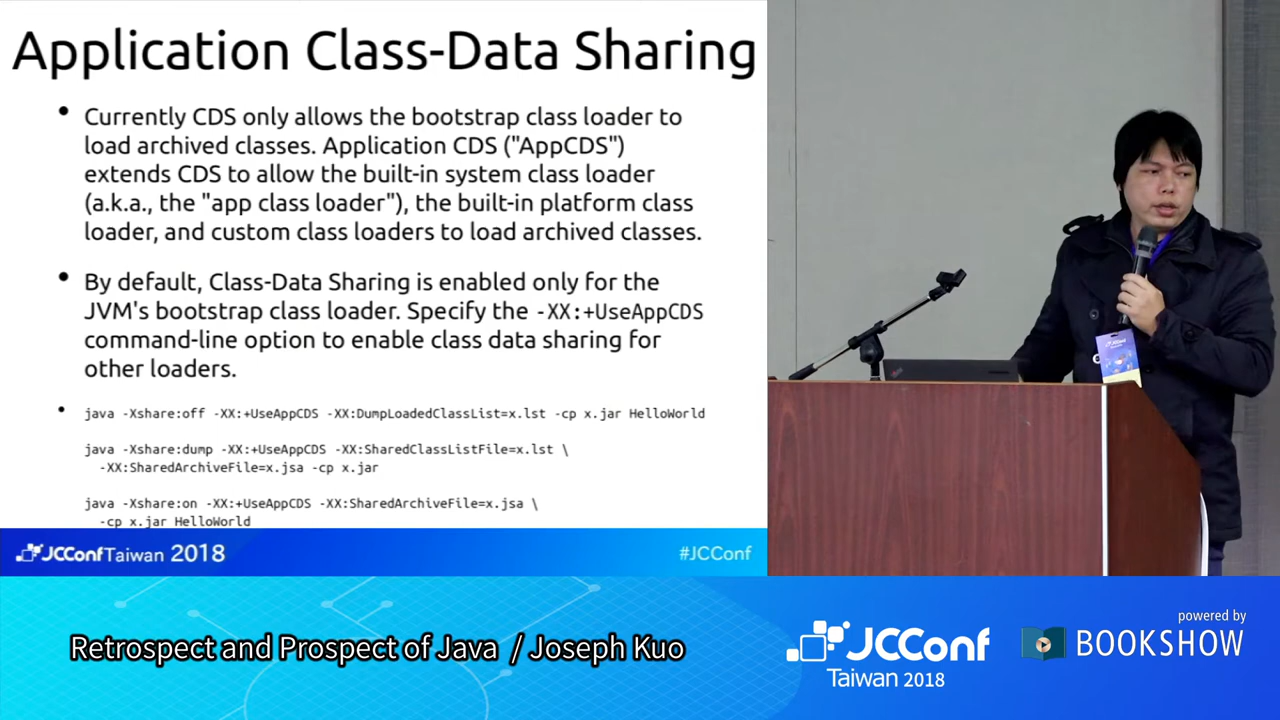 Application Class-Data Sharing
• Currently CDS only allows the bootstrap class loader to
load archived classes. Application CDS ("AppCDS")
extends CDS to allow the built-in system class loader
(a.k.a., the "app class loader"), the built-in platform class
loader, and custom class loaders to load archived classes.
• By default, Class-Data Sharing is enabled only for the
JVM's bootstrap class loader. Specify the -XX:+UseAppCDS
command-line option to enable class data sharing for
other loaders.
• java -Xshare:off -XX:+UseAppCDS -XX:DumpLoadedClassList=x.lst -cp x.jar HelloWorld
java -Xshare:dump -XX:+UseAppCDS -XX:SharedClassListFile=x.lst \
-XX:SharedArchiveFile=x.jsa -cp x.jar
java -Xshare:on -XX:+UseAppCDS -XX:SharedArchiveFile=x.jsa \
-cp x.jar HelloWorld
JCConf Taiwan 2018
#JCConf
Retrospect and Prospect of Java / Joseph Kuo
JCConf
Taiwan 2018
powered by
BOOKSHOW